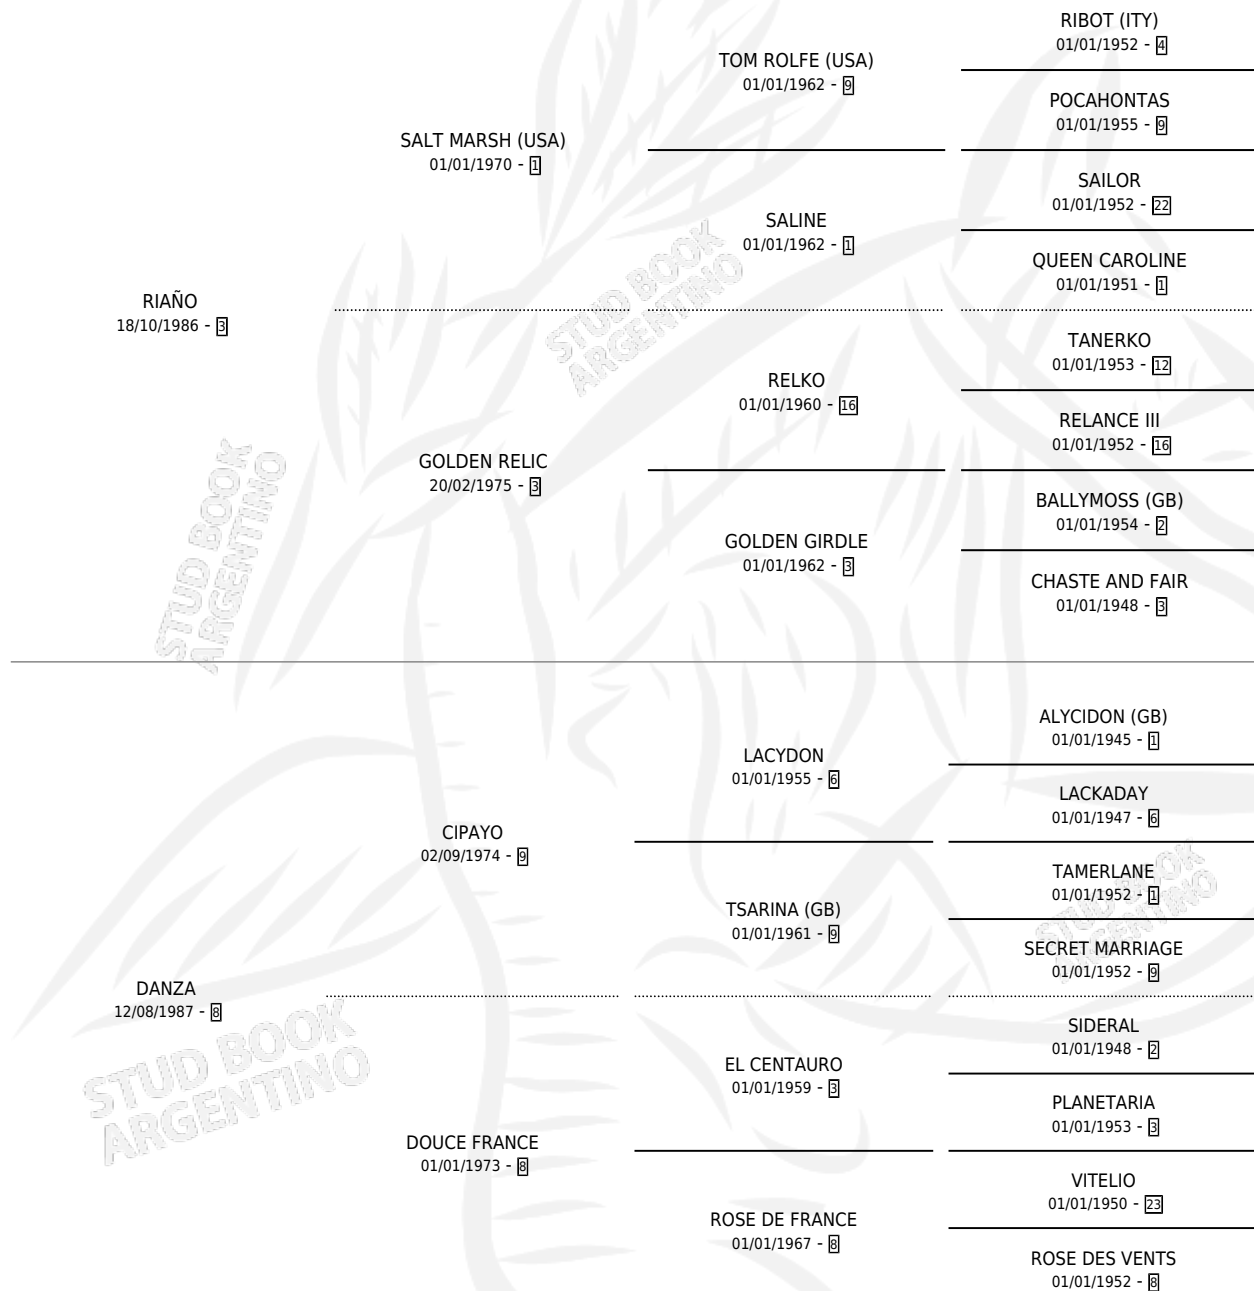 RIBOT (ITY)
01/01/1952 - 4
TOM ROLFE (USA)
01/01/1962 - 9
POCAHONTAS
01/01/1955 - 9
SALT MARSH (USA)
01/01/1970 - 1
SAILOR
01/01/1952 - 22
SALINE
01/01/1962 - 1
QUEEN CAROLINE
01/01/1951 - 1
RIAÑO
18/10/1986 - 3
TANERKO
01/01/1953 - 12
RELKO
01/01/1960 - 16
RELANCE III
01/01/1952 - 16
GOLDEN RELIC
20/02/1975 - 3
BALLYMOSS (GB)
01/01/1954 - 2
GOLDEN GIRDLE
01/01/1962 - 3
CHASTE AND FAIR
01/01/1948 - 3
ALYCIDON (GB)
01/01/1945 - 1
LACYDON
01/01/1955 - 6
LACKADAY
01/01/1947 - 6
CIPAYO
02/09/1974 - 9
TAMERLANE
01/01/1952 - 1
TSARINA (GB)
01/01/1961 - 9
SECRET MARRIAGE
01/01/1952 - 9
DANZA
12/08/1987 - 8
SIDERAL
01/01/1948 - 2
EL CENTAURO
01/01/1959 - 3
PLANETARIA
01/01/1953 - 3
DOUCE FRANCE
01/01/1973 - 8
VITELIO
01/01/1950 - 23
ROSE DE FRANCE
01/01/1967 - 8
ROSE DES VENTS
01/01/1952 - 8
STUD BOOK
ARGENTINO
STUD BOOK
ARGENTINO
STUD BOOK
ARGENTINO
STUD BOOK
ARGENTINO